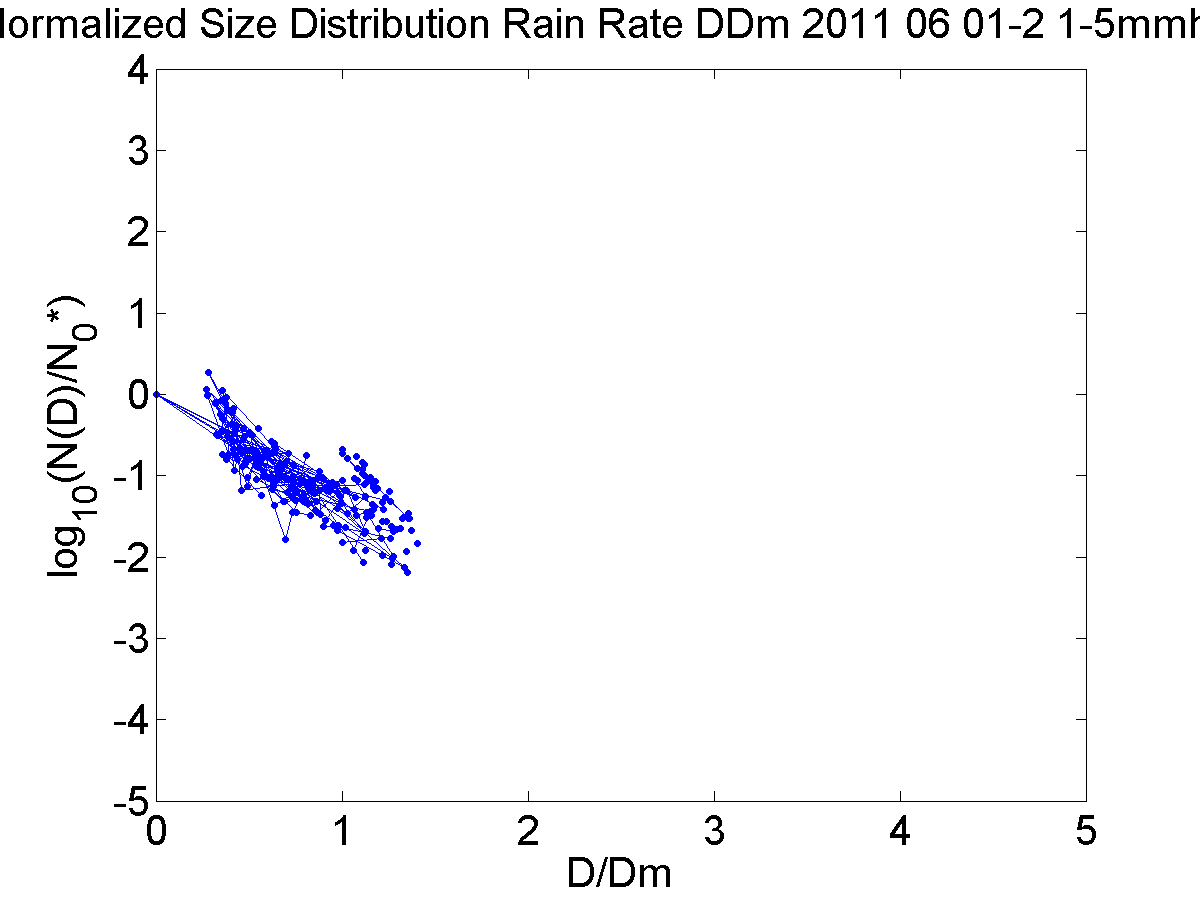 lormalized Size Distribution Rain Rate DDm 2011 06 01-2 1-5mmh
4
3
2
1
0
-1
-2
-3
-4
-5
log10(N(D)/N0*)
0 1 2 3 4 5
D/Dm